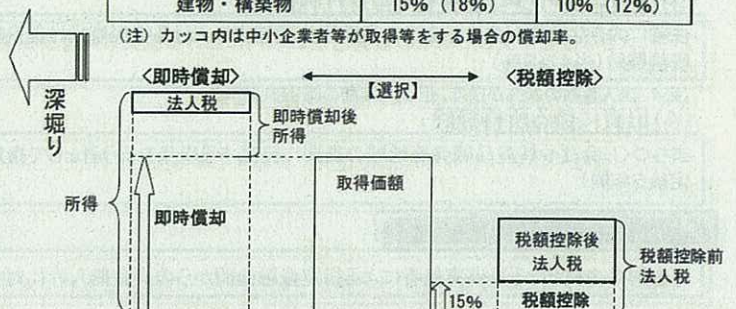 建物・構築物 15%（18%） 10%（12%）
(注) カッコ内は中小企業者等が取得等をする場合の償却率。
深堀り
〈即時償却〉 【選択】 〈税額控除〉
法人税
即時償却後
所得
取得価額
所得
即時償却
税額控除後
法人税
税額控除前
法人税
15%
税額控除